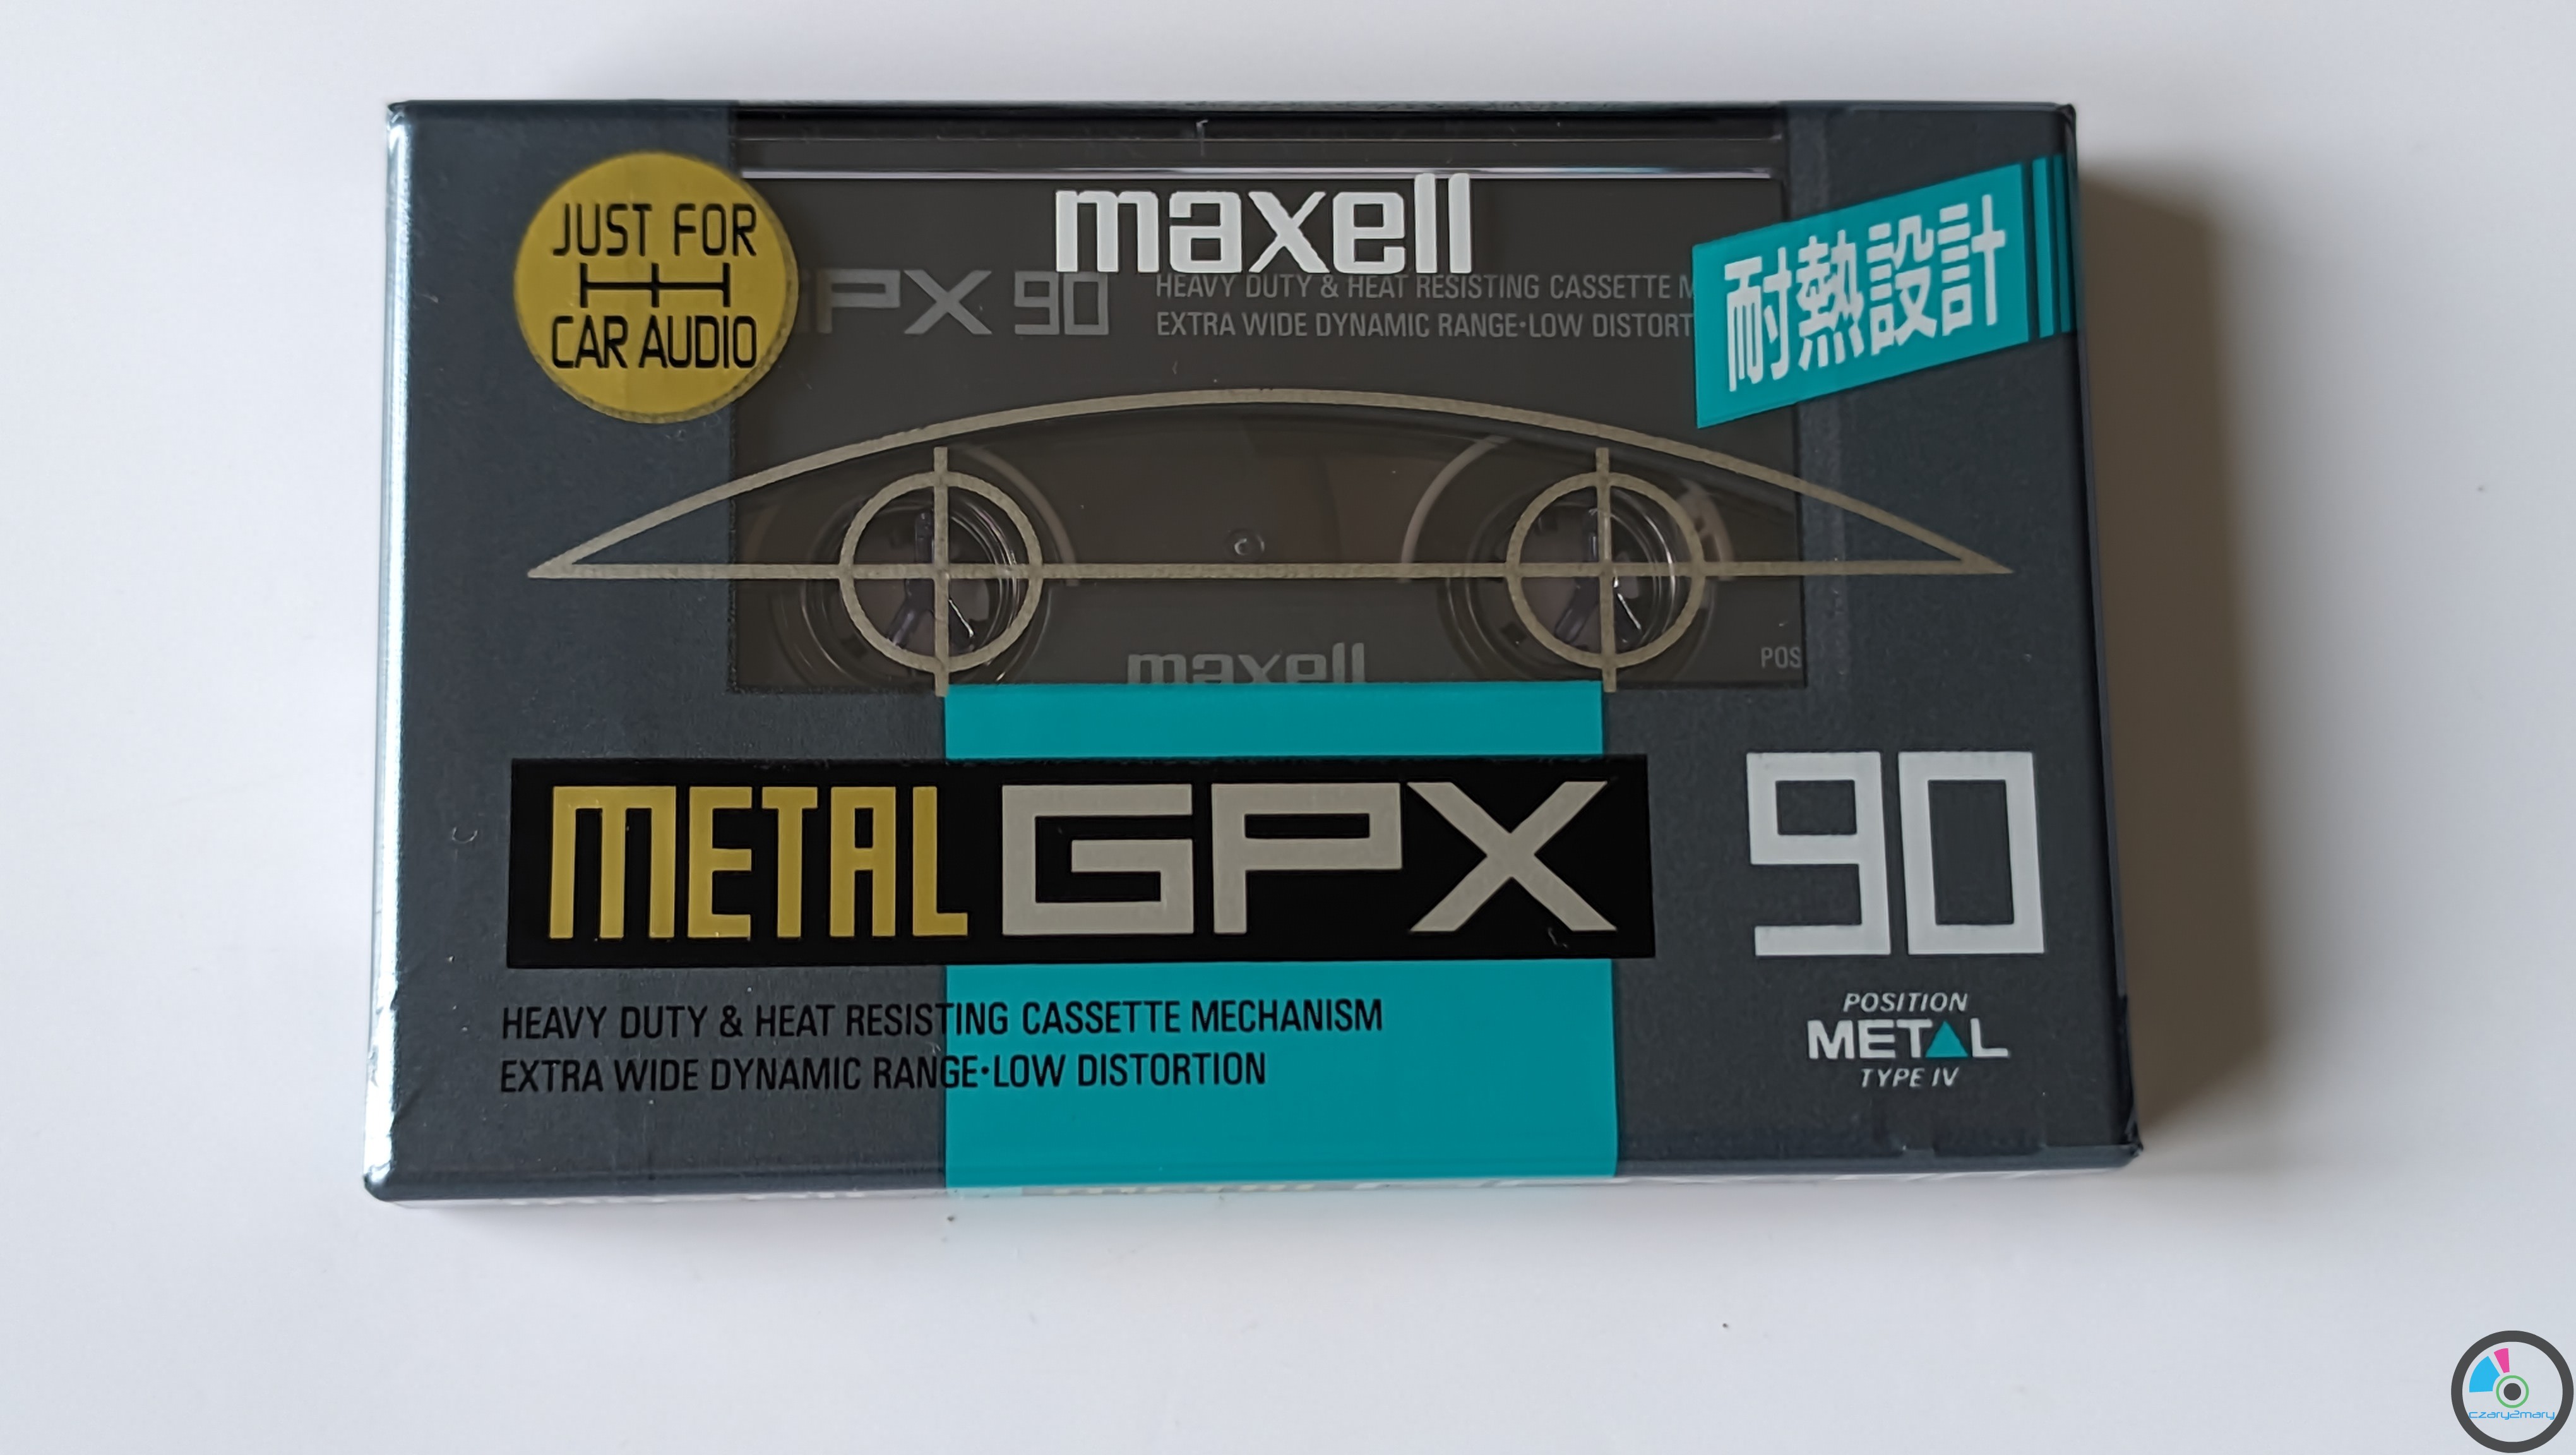 JUST FOR
CAR AUDIO
maxell
GPX 90
HEAVY DUTY & HEAT RESISTING CASSETTE
EXTRA WIDE DYNAMIC RANGE·LOW
耐熱設計
maxell
POS
METAL GPX 90
HEAVY DUTY & HEAT RESISTING CASSETTE MECHANISM
EXTRA WIDE DYNAMIC RANGE·LOW DISTORTION
POSITION
METAL
TYPE IV
czary2mary